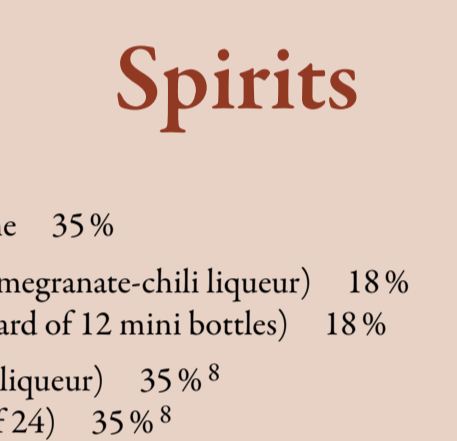 Spirits
35 %
megranate-chili liqueur) 18 %
ard of 12 mini bottles) 18 %
liqueur) 35 % 8
f 24) 35 % 8